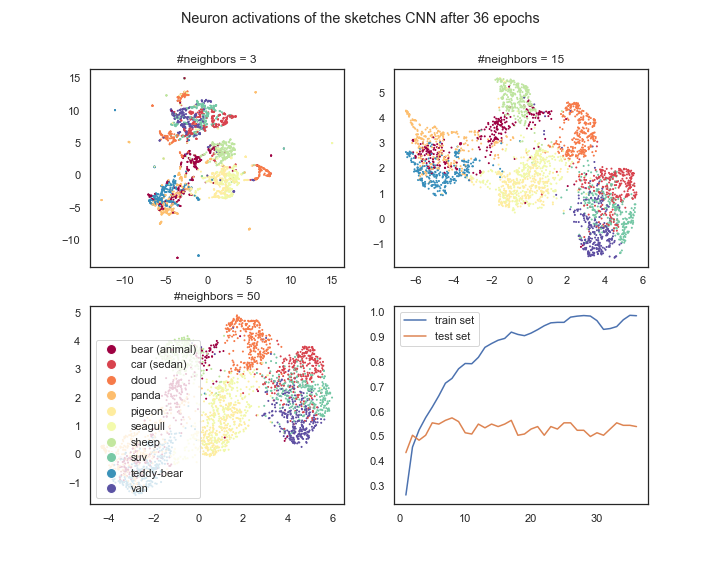 Neuron activations of the sketches CNN after 36 epochs
#neighbors = 3
15
10
5
0
−5
−10
−10 −5 0 5 10 15
#neighbors = 15
5
4
3
2
1
0
−1
−6 −4 −2 0 2 4 6
#neighbors = 50
5
4
3
2
1
0
−1
−4 −2 0 2 4 6
bear (animal)
car (sedan)
cloud
panda
pigeon
seagull
sheep
suv
teddy-bear
van
1.0
0.9
0.8
0.7
0.6
0.5
0.4
0.3
0 10 20 30
train set
test set